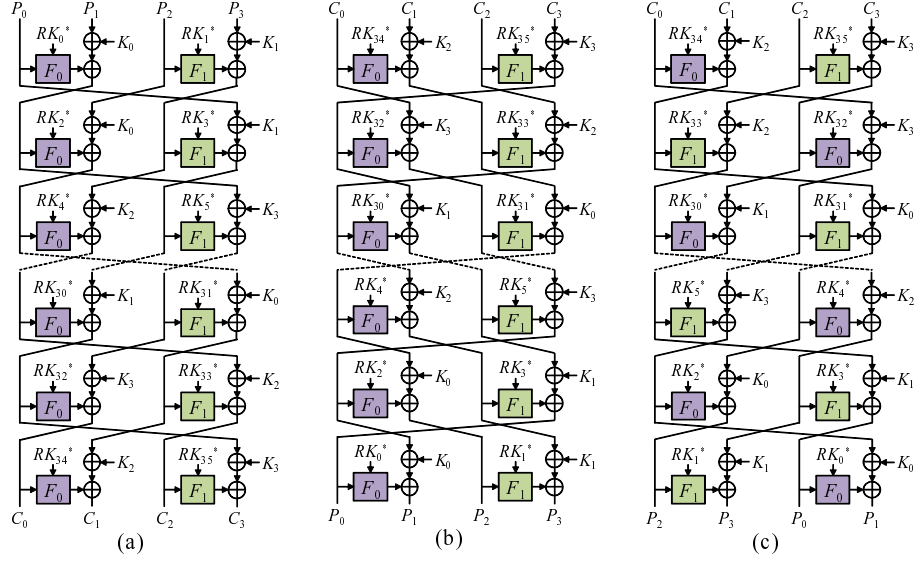 P0 P1 P2 P3
RK0* K0 RK1* K1
F0 F1
RK2* K0 RK3* K1
F0 F1
RK4* K2 RK5* K3
F0 F1
RK30* K1 RK31* K0
F0 F1
RK32* K3 RK33* K2
F0 F1
RK34* K2 RK35* K3
F0 F1
C0 C1 C2 C3
(a)
C0 C1 C2 C3
RK34* K2 RK35* K3
F0 F1
RK32* K3 RK33* K2
F0 F1
RK30* K1 RK31* K0
F0 F1
RK4* K2 RK5* K3
F0 F1
RK2* K0 RK3* K1
F0 F1
RK0* K0 RK1* K1
F0 F1
P0 P1 P2 P3
(b)
C0 C1 C2 C3
RK34* K2 RK35* K3
F0 F1
RK33* K2 RK32* K3
F1 F0
RK30* K1 RK31* K0
F0 F1
RK5* K3 RK4* K2
F1 F0
RK2* K0 RK3* K1
F0 F1
RK1* K1 RK0* K0
F1 F0
P2 P3 P0 P1
(c)